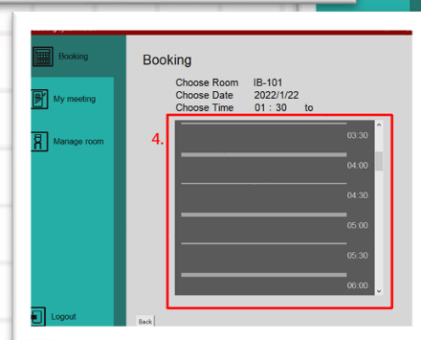 Booking
My meeting
Manage room
Logout
Booking
Choose Room IB-101
Choose Date 2022/1/22
Choose Time 01 : 30 to
4.
03:30
04:00
04:30
05:00
05:30
06:00
Back